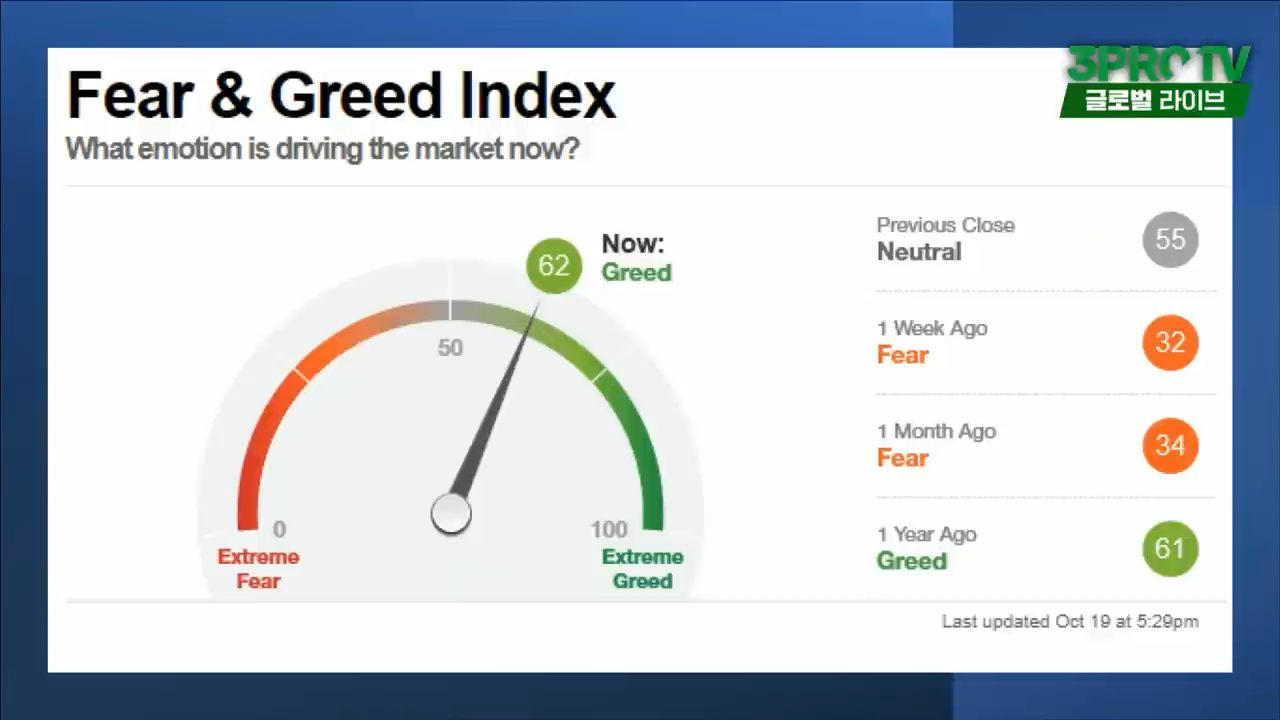 Fear & Greed Index
What emotion is driving the market now?
3PRO TV
글로벌 라이브
Now:
Greed
62
50
0
100
Extreme
Fear
Extreme
Greed
Previous Close
Neutral
55
1 Week Ago
Fear
32
1 Month Ago
Fear
34
1 Year Ago
Greed
61
Last updated Oct 19 at 5:29pm